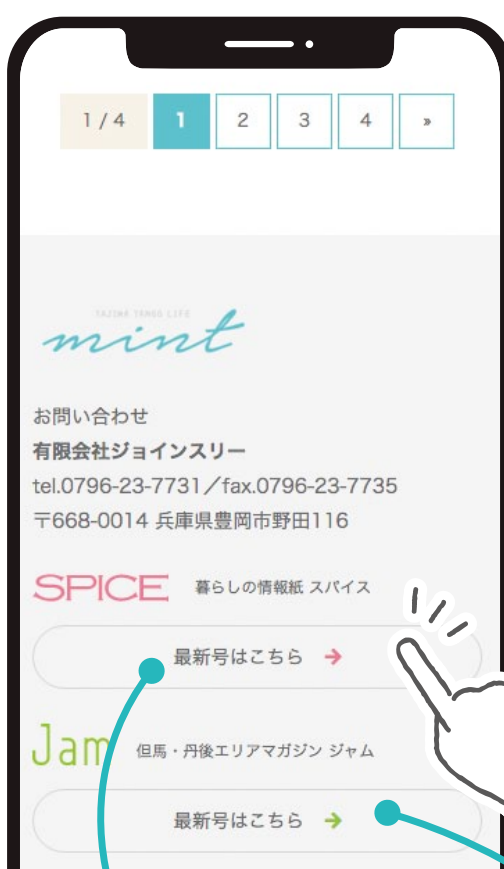 1 / 4 1 2 3 4 »
TAJIMA TANGO LIFE
mint
お問い合わせ
有限会社ジョインスリー
tel.0796-23-7731／fax.0796-23-7735
〒668-0014 兵庫県豊岡市野田116
SPICE 暮らしの情報紙 スパイス
最新号はこちら →
Jam 但馬・丹後エリアマガジン ジャム
最新号はこちら →